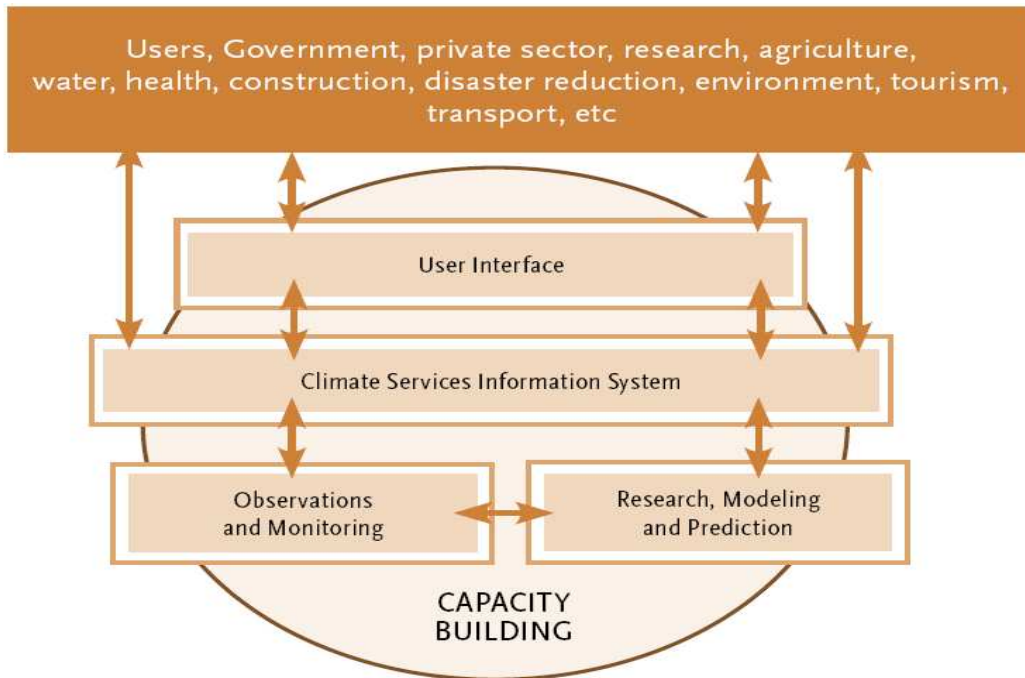 Users, Government, private sector, research, agriculture,
water, health, construction, disaster reduction, environment, tourism,
transport, etc
User Interface
Climate Services Information System
Observations
and Monitoring
Research, Modeling
and Prediction
CAPACITY
BUILDING